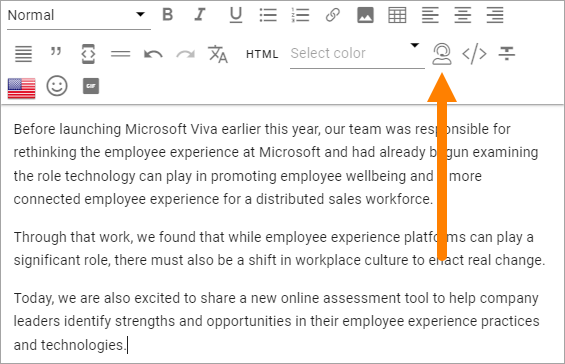 Normal B I U
HTML Select color
GIF
Before launching Microsoft Viva earlier this year, our team was responsible for
rethinking the employee experience at Microsoft and had already begun examining
the role technology can play in promoting employee wellbeing and a more
connected employee experience for a distributed sales workforce.
Through that work, we found that while employee experience platforms can play a
significant role, there must also be a shift in workplace culture to enact real change.
Today, we are also excited to share a new online assessment tool to help company
leaders identify strengths and opportunities in their employee experience practices
and technologies.